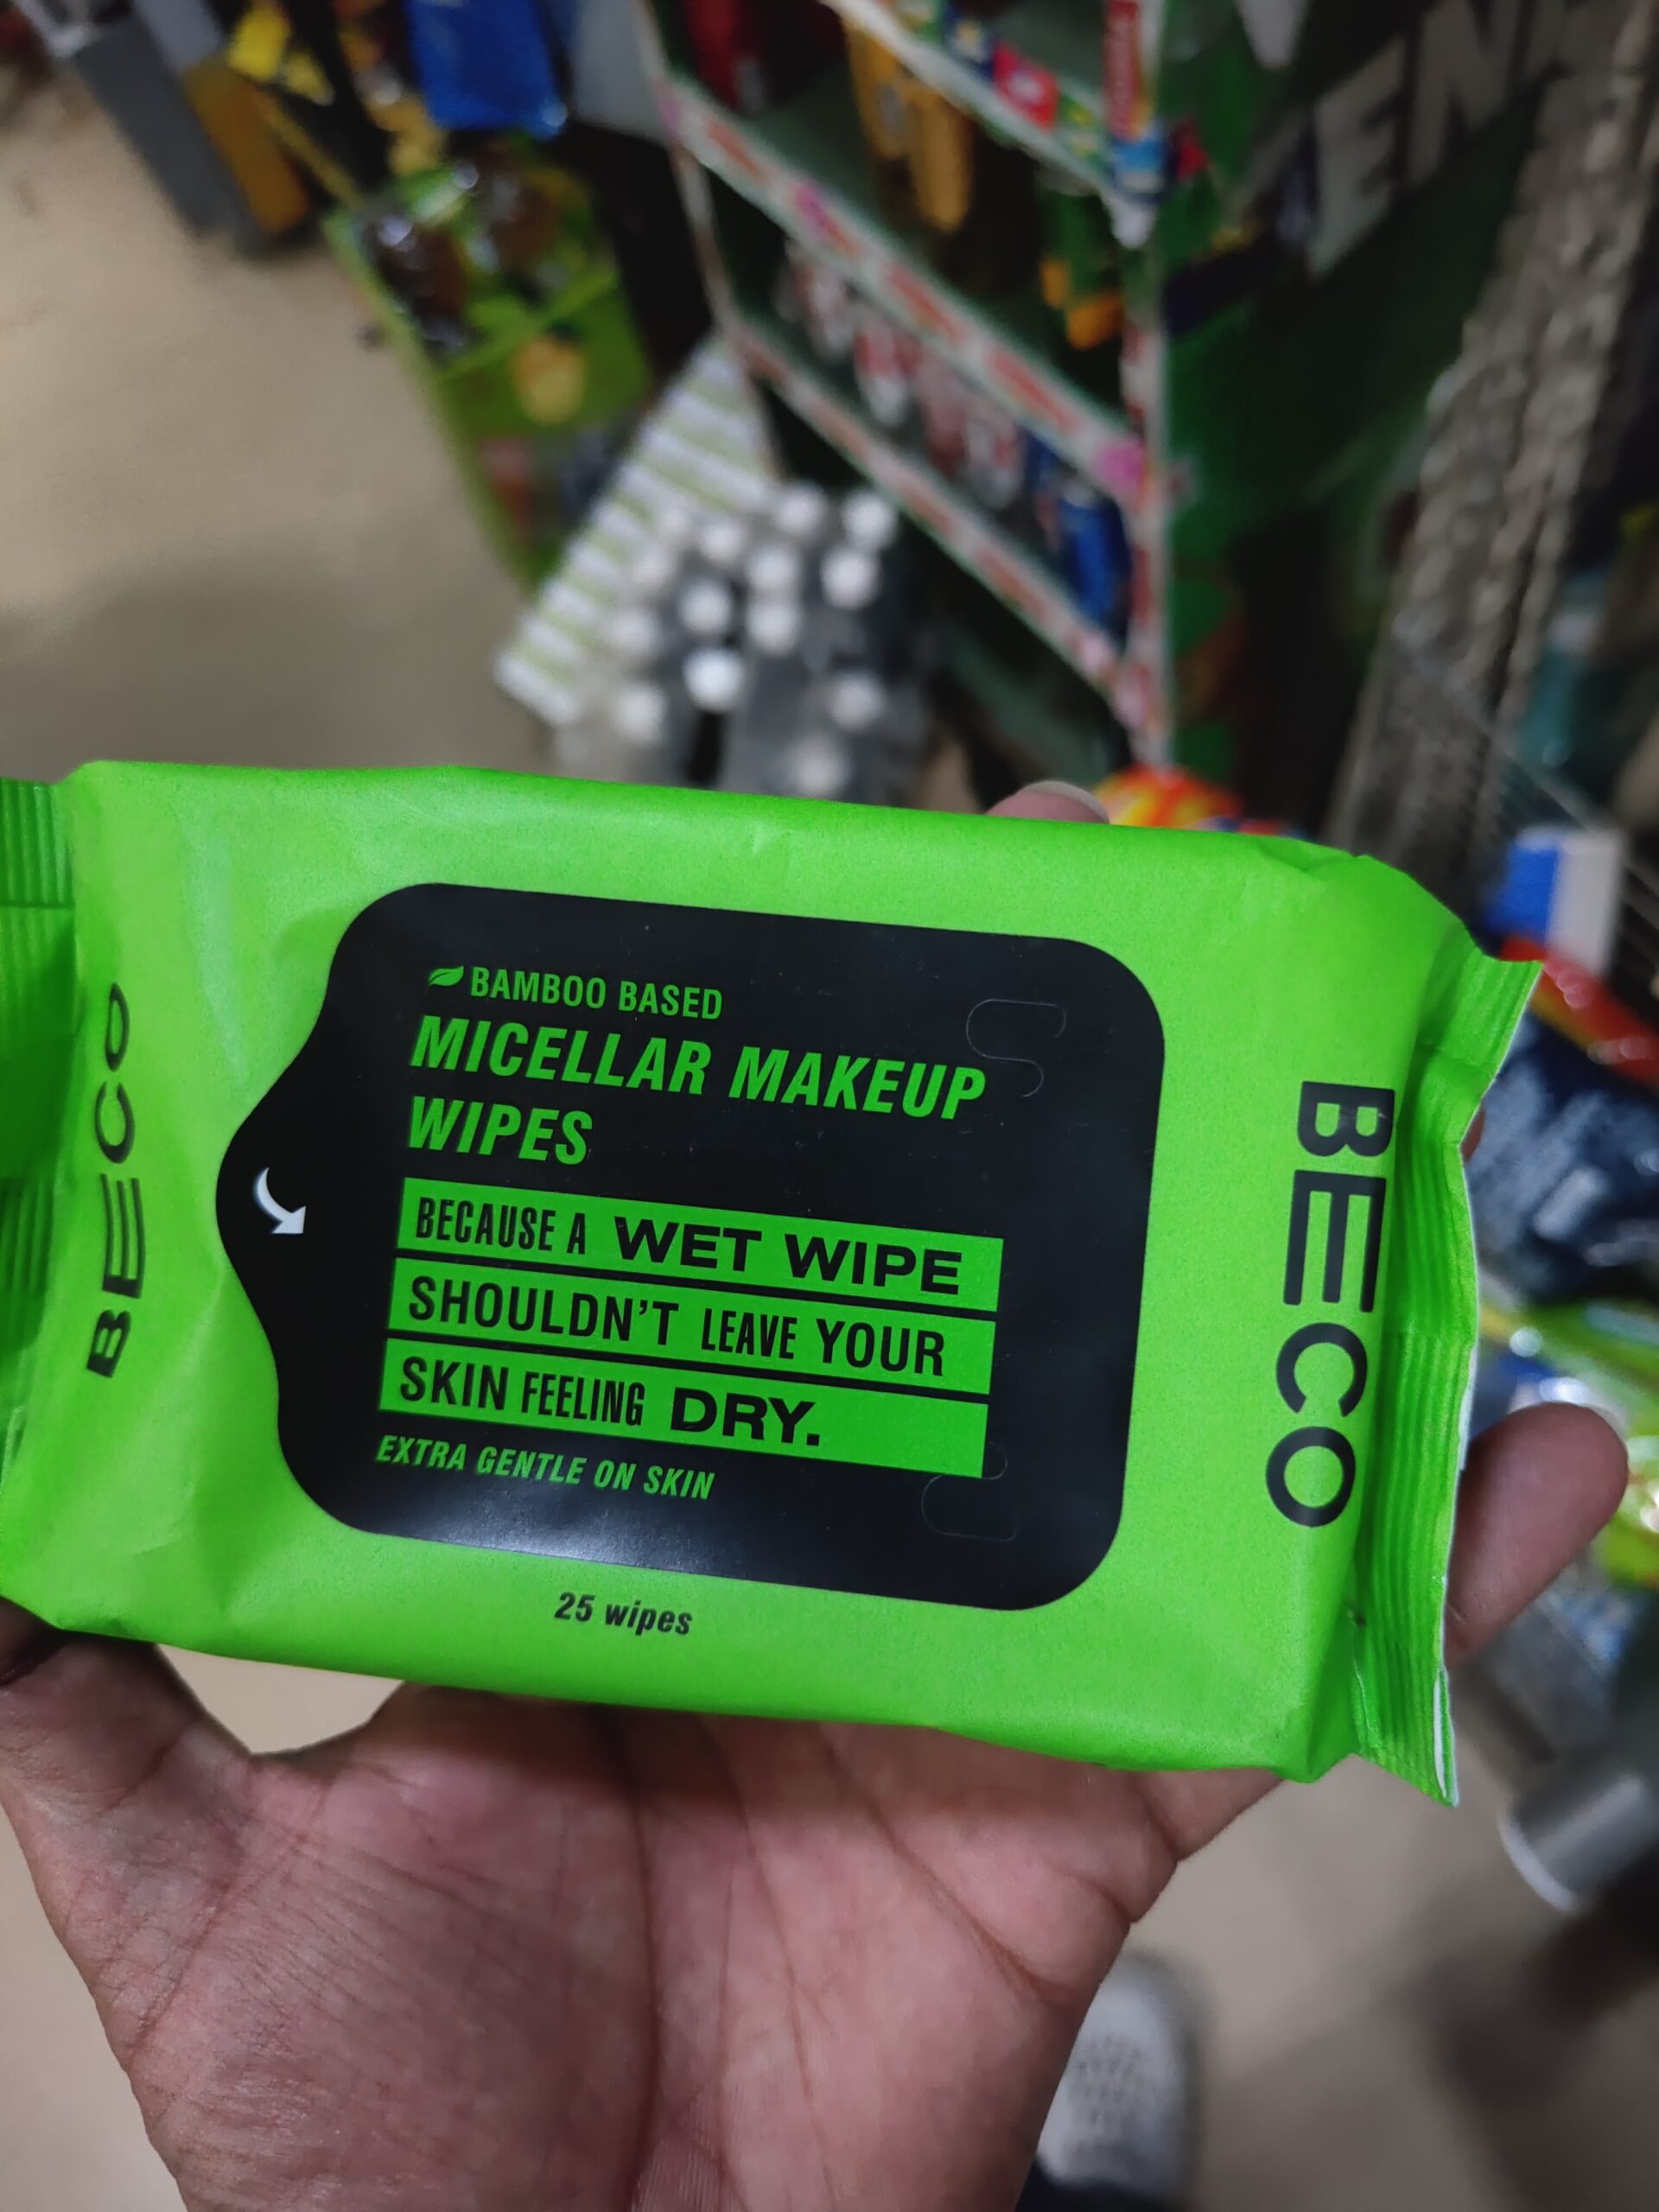 BECO
BAMBOO BASED
MICELLAR MAKEUP
WIPES
BECAUSE A WET WIPE
SHOULDN'T LEAVE YOUR
SKIN FEELING DRY.
EXTRA GENTLE ON SKIN
25 wipes
BECO